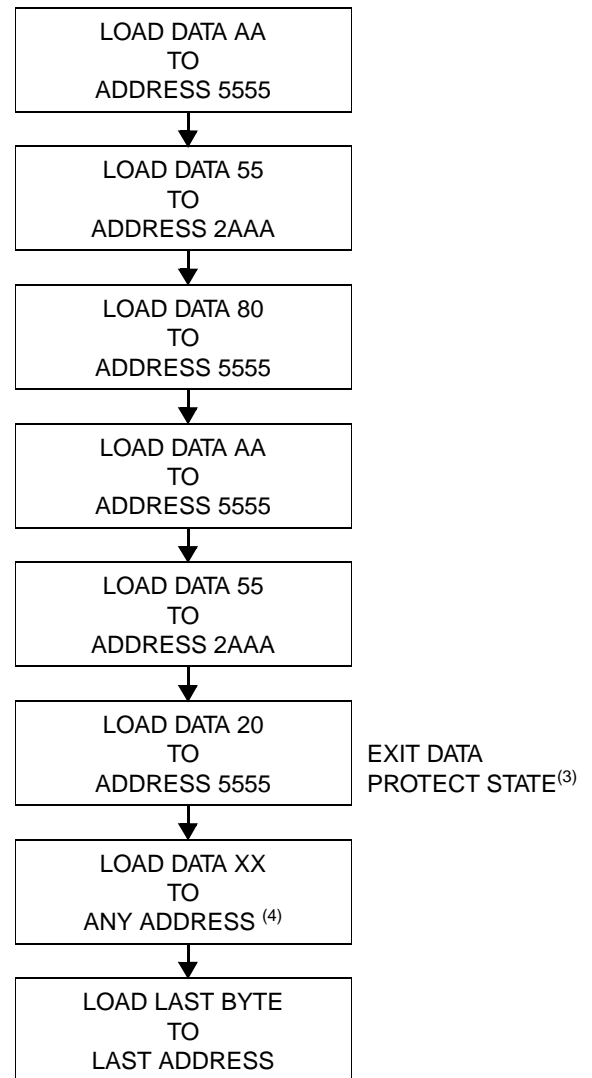 LOAD DATA AA
TO
ADDRESS 5555
LOAD DATA 55
TO
ADDRESS 2AAA
LOAD DATA 80
TO
ADDRESS 5555
LOAD DATA AA
TO
ADDRESS 5555
LOAD DATA 55
TO
ADDRESS 2AAA
LOAD DATA 20
TO
ADDRESS 5555
EXIT DATA
PROTECT STATE(3)
LOAD DATA XX
TO
ANY ADDRESS (4)
LOAD LAST BYTE
TO
LAST ADDRESS